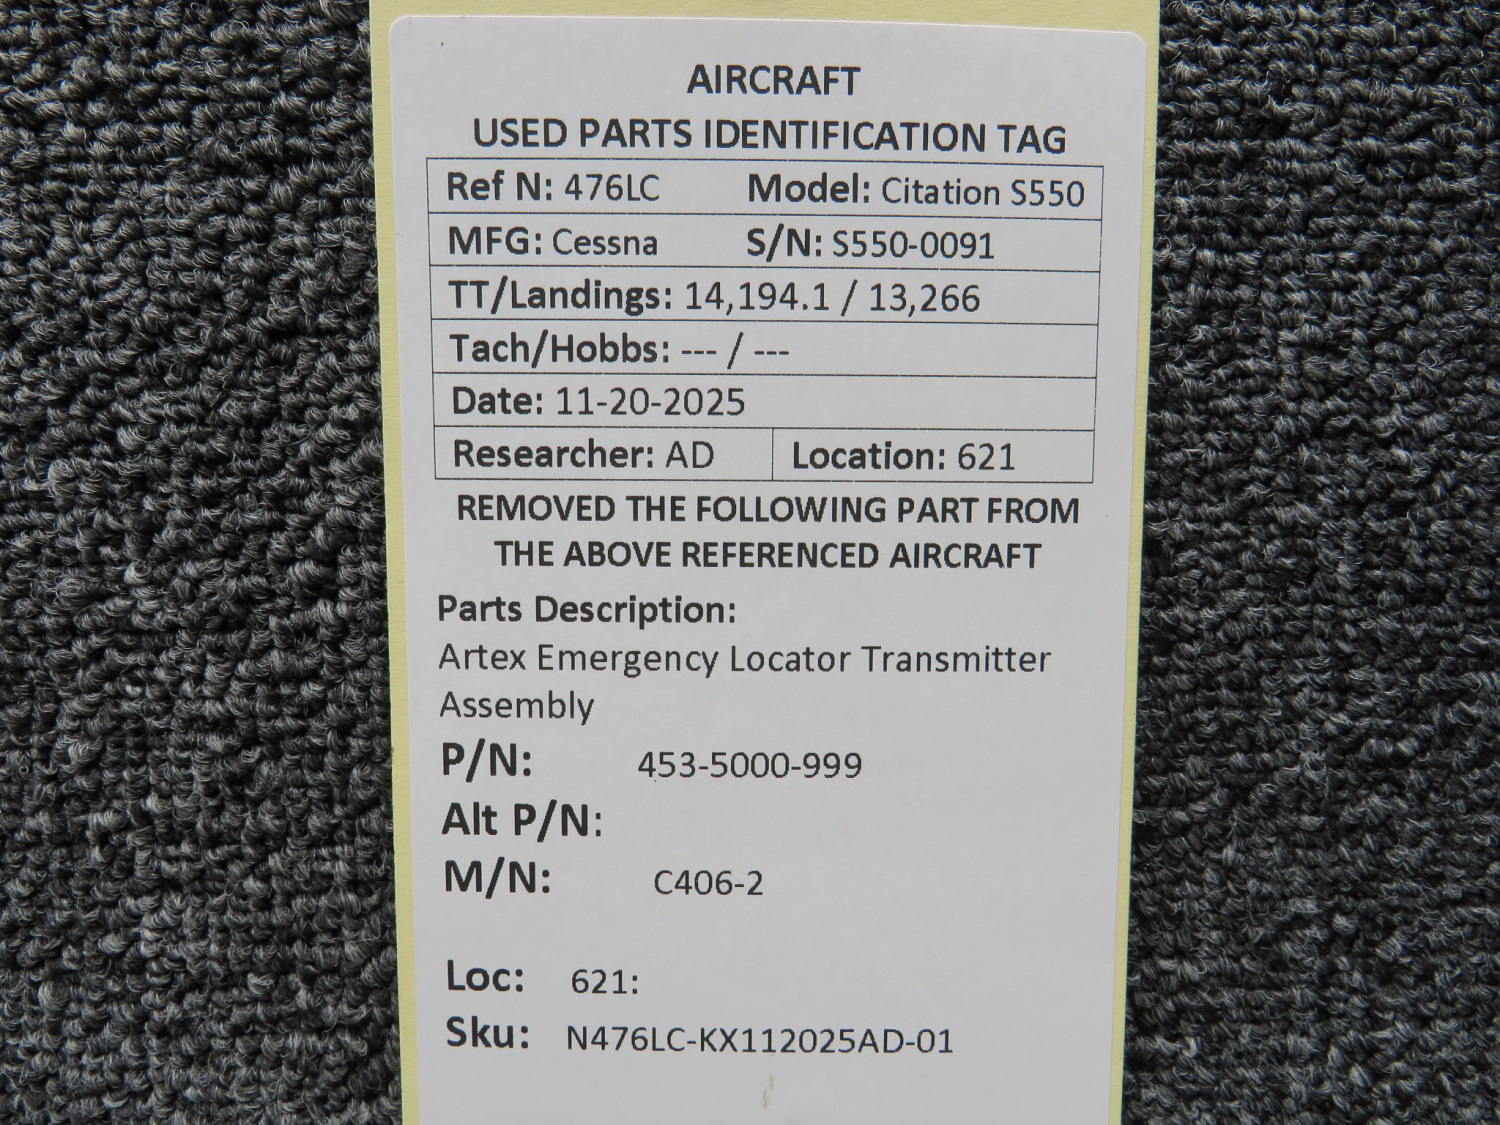 AIRCRAFT
USED PARTS IDENTIFICATION TAG
Ref N: 476LC Model: Citation S550
MFG: Cessna S/N: S550-0091
TT/Landings: 14,194.1 / 13,266
Tach/Hobbs: --- / ---
Date: 11-20-2025
Researcher: AD Location: 621
REMOVED THE FOLLOWING PART FROM
THE ABOVE REFERENCED AIRCRAFT
Parts Description:
Artex Emergency Locator Transmitter
Assembly
P/N: 453-5000-999
Alt P/N:
M/N: C406-2
Loc: 621:
Sku: N476LC-KX112025AD-01